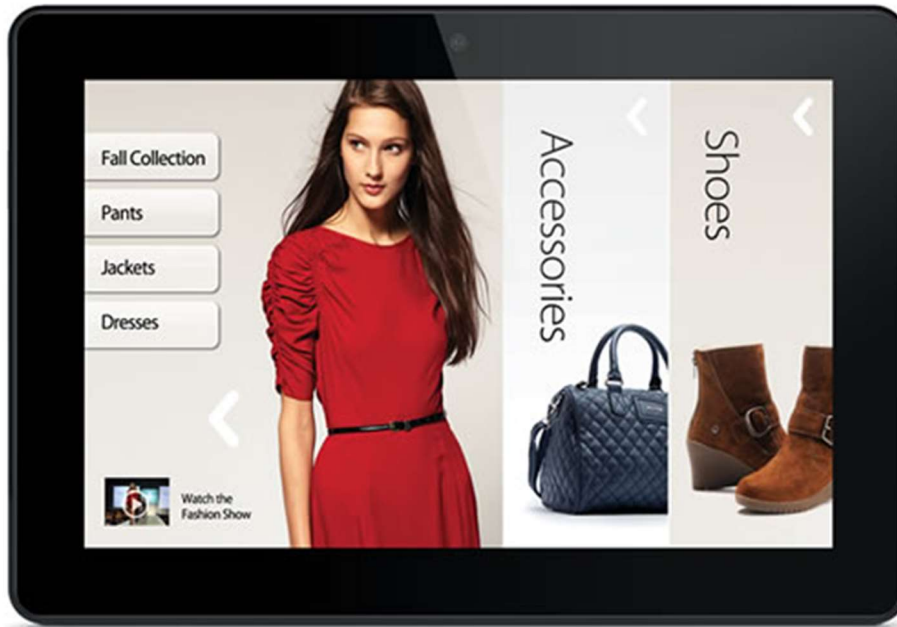 Fall Collection
Pants
Jackets
Dresses
Watch the
Fashion Show
Accessories
Shoes